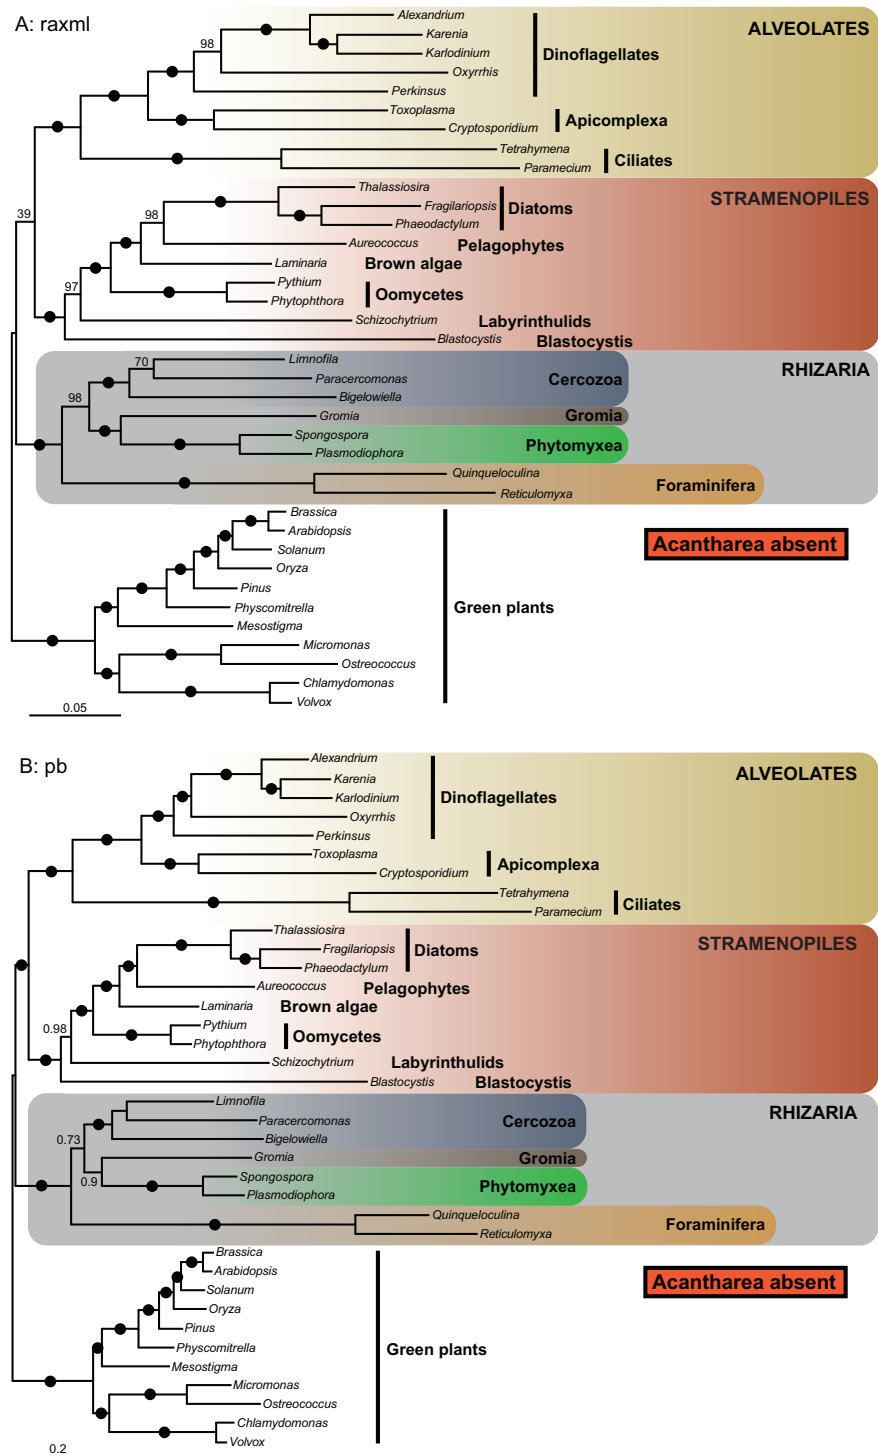 A: raxml
Alexandrium
ALVEOLATES
Karenia
98
Karlodinium
Dinoflagellates
Oxyrrhis
Perkinsus
Toxoplasma
Apicomplexa
Cryptosporidium
Tetrahymena
Ciliates
Paramecium
Thalassiosira
STRAMENOPILES
Fragilariopsis
Diatoms
98
39
Phaeodactylum
Aureococcus
Pelagophytes
Laminaria
Brown algae
Pythium
97
Oomycetes
Phytophthora
Schizochytrium
Labyrinthulids
Blastocystis
Blastocystis
Limnofila
RHIZARIA
70
Paracercomonas
Cercozoa
Bigelowiella
98
Gromia
Gromia
Spongospora
Phytomyxea
Plasmodiophora
Quinqueloculina
Foraminifera
Reticulomyxa
Brassica
Arabidopsis
Solanum
Acantharea absent
Oryza
Pinus
Physcomitrella
Green plants
Mesostigma
Micromonas
Ostreococcus
Chlamydomonas
Volvox
0.05
B: pb
Alexandrium
ALVEOLATES
Karenia
Karlodinium
Dinoflagellates
Oxyrrhis
Perkinsus
Toxoplasma
Apicomplexa
Cryptosporidium
Tetrahymena
Ciliates
Paramecium
Thalassiosira
STRAMENOPILES
Fragilariopsis
Diatoms
Phaeodactylum
Aureococcus
Pelagophytes
Laminaria
Brown algae
Pythium
0.98
Oomycetes
Phytophthora
Schizochytrium
Labyrinthulids
Blastocystis
Blastocystis
Limnofila
RHIZARIA
Paracercomonas
Cercozoa
0.73
Bigelowiella
Gromia
Gromia
0.9
Spongospora
Phytomyxea
Plasmodiophora
Quinqueloculina
Foraminifera
Reticulomyxa
Brassica
Arabidopsis
Acantharea absent
Solanum
Oryza
Pinus
Physcomitrella
Green plants
Mesostigma
Micromonas
Ostreococcus
Chlamydomonas
Volvox
0.2